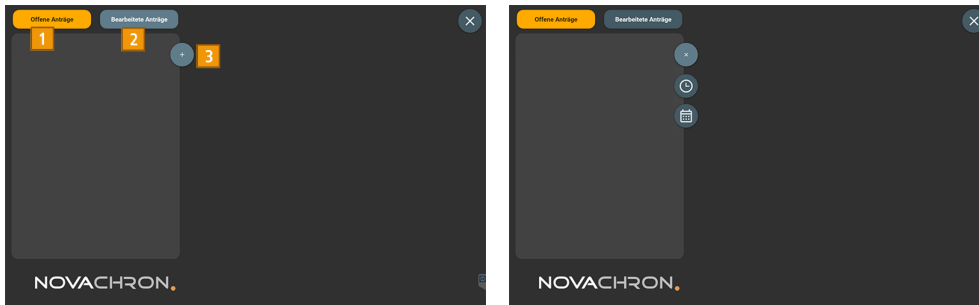 Offene Anträge
Bearbeitete Anträge
1
2
3
NOVACHRON.
Offene Anträge
Bearbeitete Anträge
NOVACHRON.